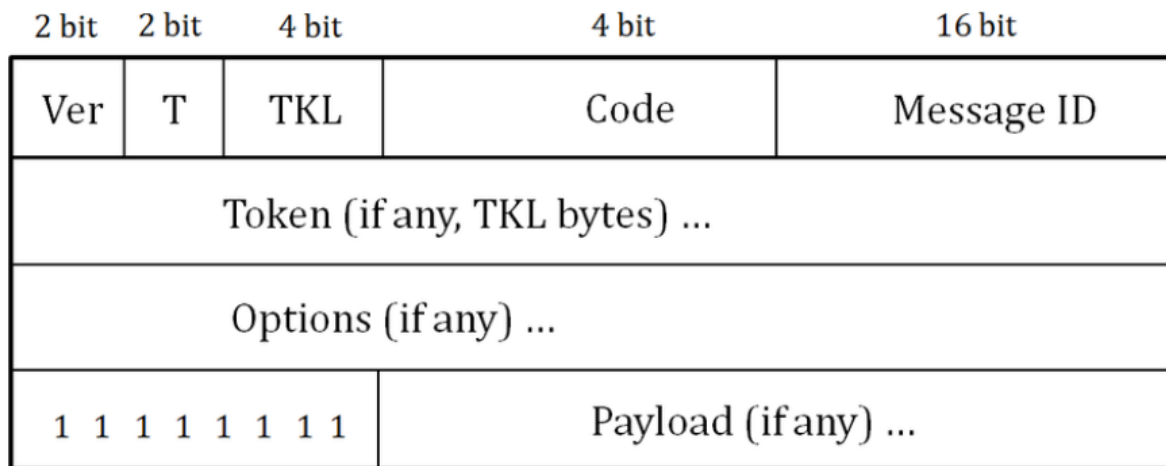 2 bit 2 bit 4 bit 4 bit 16 bit
Ver T TKL Code Message ID
Token (if any, TKL bytes) ...
Options (if any) ...
1 1 1 1 1 1 1 1 Payload (if any) ...